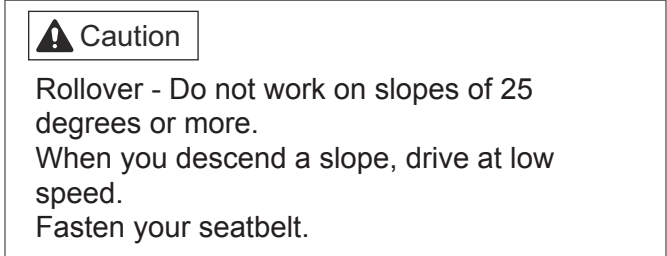 Caution
Rollover - Do not work on slopes of 25
degrees or more.
When you descend a slope, drive at low
speed.
Fasten your seatbelt.